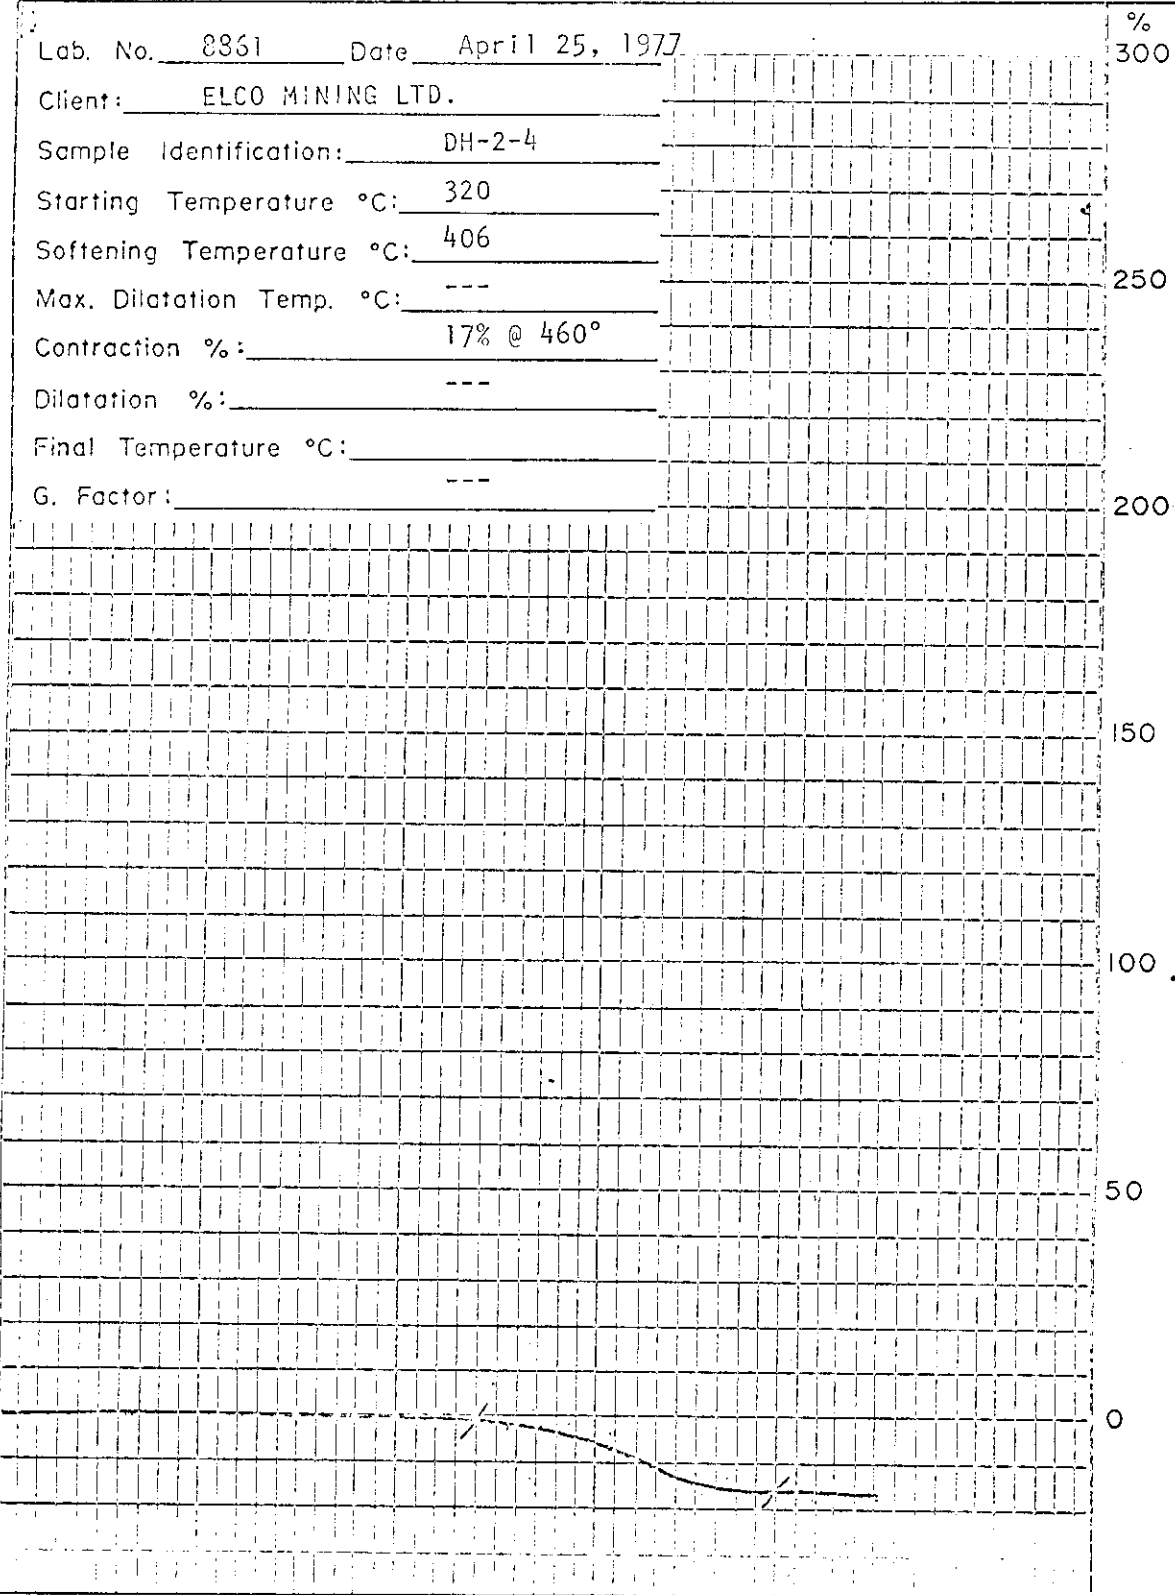 Lab. No. 8861 Date April 25, 1977
Client: ELCO MINING LTD.
Sample Identification: DH-2-4
Starting Temperature °C: 320
Softening Temperature °C: 406
Max. Dilatation Temp. °C: ---
Contraction %: 17% @ 460°
Dilatation %: ---
Final Temperature °C:
G. Factor: ---
%
300
250
200
150
100
50
0